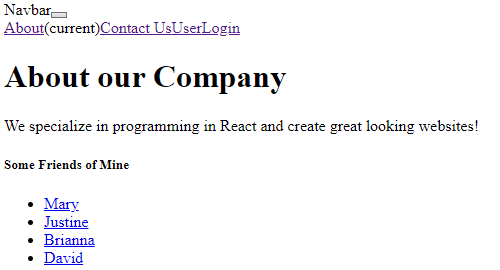 Navbar
About(current)Contact UsUserLogin
About our Company
We specialize in programming in React and create great looking websites!
Some Friends of Mine
Mary
Justine
Brianna
David